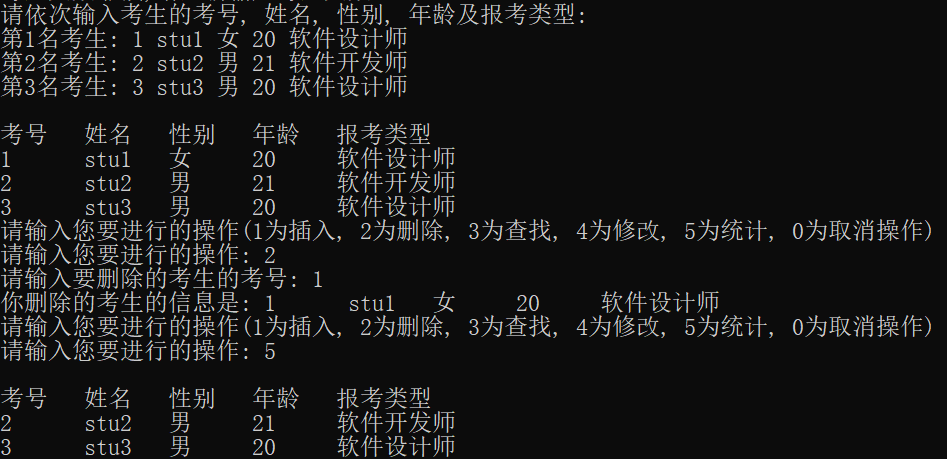 请依次输入考生的考号, 姓名, 性别, 年龄及报考类型:
第1名考生: 1 stu1 女 20 软件设计师
第2名考生: 2 stu2 男 21 软件开发师
第3名考生: 3 stu3 男 20 软件设计师
考号 姓名 性别 年龄 报考类型
1 stu1 女 20 软件设计师
2 stu2 男 21 软件开发师
3 stu3 男 20 软件设计师
请输入您要进行的操作(1为插入, 2为删除, 3为查找, 4为修改, 5为统计, 0为取消操作)
请输入您要进行的操作: 2
请输入要删除的考生的考号: 1
你删除的考生的信息是: 1 stu1 女 20 软件设计师
请输入您要进行的操作(1为插入, 2为删除, 3为查找, 4为修改, 5为统计, 0为取消操作)
请输入您要进行的操作: 5
考号 姓名 性别 年龄 报考类型
2 stu2 男 21 软件开发师
3 stu3 男 20 软件设计师